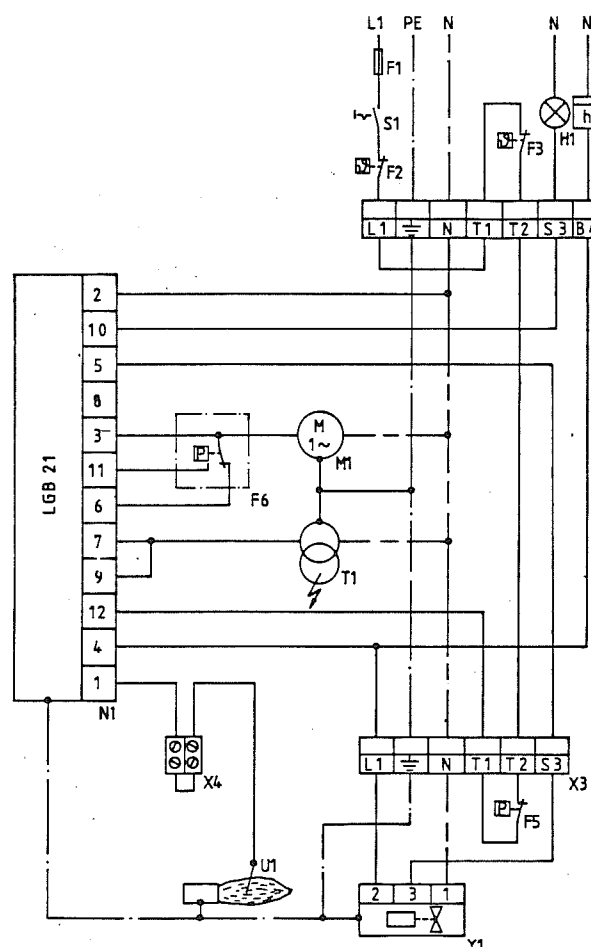 L1 PE N N N
F1
S1
F2
F3
H1
h
L1 N T1 T2 S3 B4
LGB 21
2
10
5
8
3
11
6
7
9
12
4
1
N1
P
F6
M
1~
M1
T1
X4
U1
L1 N T1 T2 S3
X3
P
F5
2 3 1
Y1